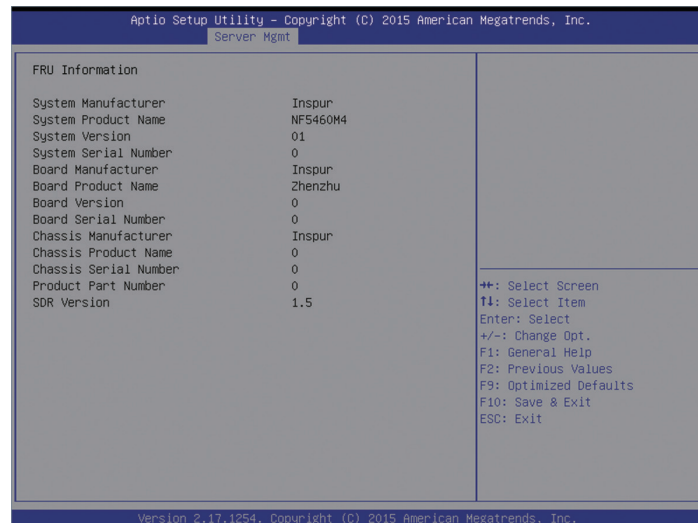 Aptio Setup Utility – Copyright (C) 2015 American Megatrends, Inc.
Server Mgmt
FRU Information
System Manufacturer Inspur
System Product Name NF5460M4
System Version 01
System Serial Number 0
Board Manufacturer Inspur
Board Product Name Zhenzhu
Board Version 0
Board Serial Number 0
Chassis Manufacturer Inspur
Chassis Product Name 0
Chassis Serial Number 0
Product Part Number 0
SDR Version 1.5
→←: Select Screen
↑↓: Select Item
Enter: Select
+/-: Change Opt.
F1: General Help
F2: Previous Values
F9: Optimized Defaults
F10: Save & Exit
ESC: Exit
Version 2.17.1254. Copyright (C) 2015 American Megatrends, Inc.